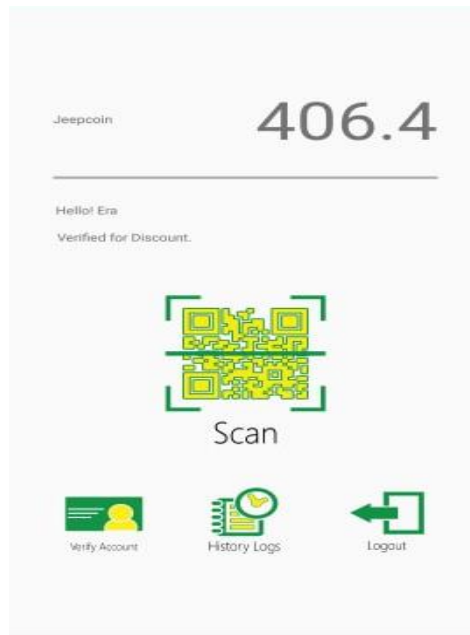 Jeepcoin 406.4
Hello! Era
Verified for Discount.
Scan
Verify Account History Logs Logout